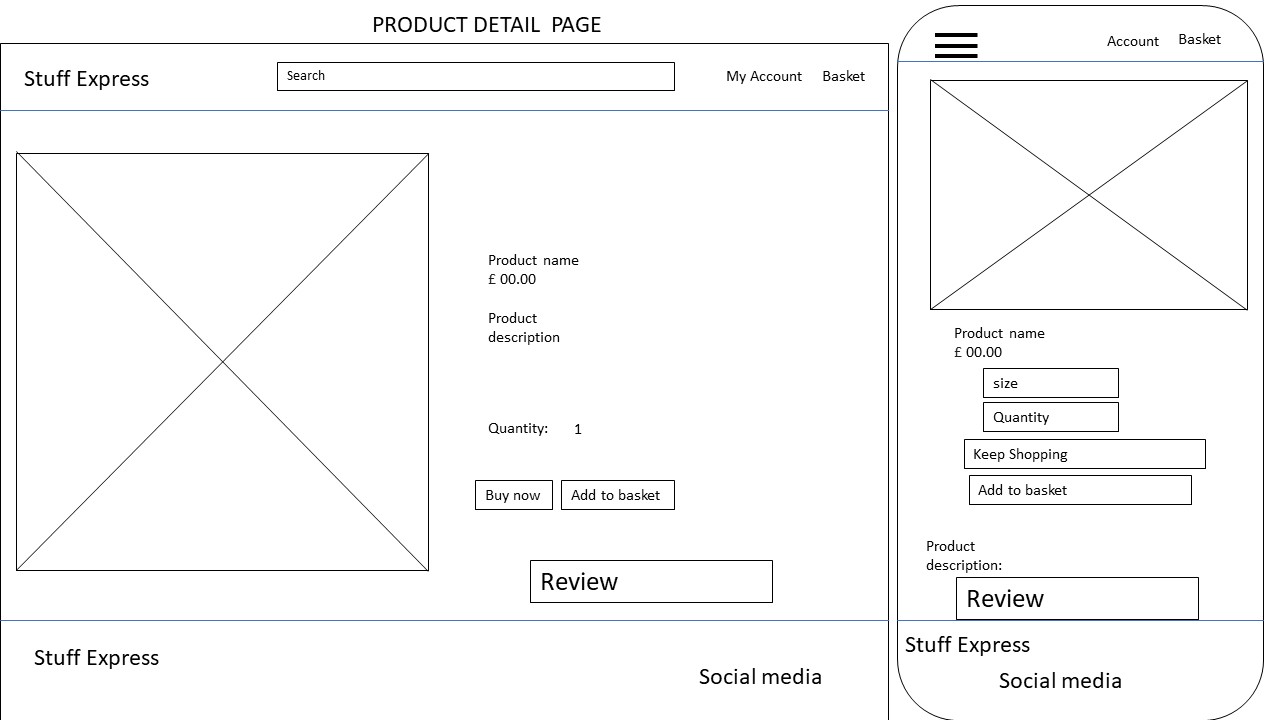 PRODUCT DETAIL PAGE
Stuff Express
Search
My Account
Basket
Product name
£ 00.00
Product
description
Quantity: 1
Buy now
Add to basket
Review
Stuff Express
Social media
Account
Basket
Product name
£ 00.00
size
Quantity
Keep Shopping
Add to basket
Product
description:
Review
Stuff Express
Social media